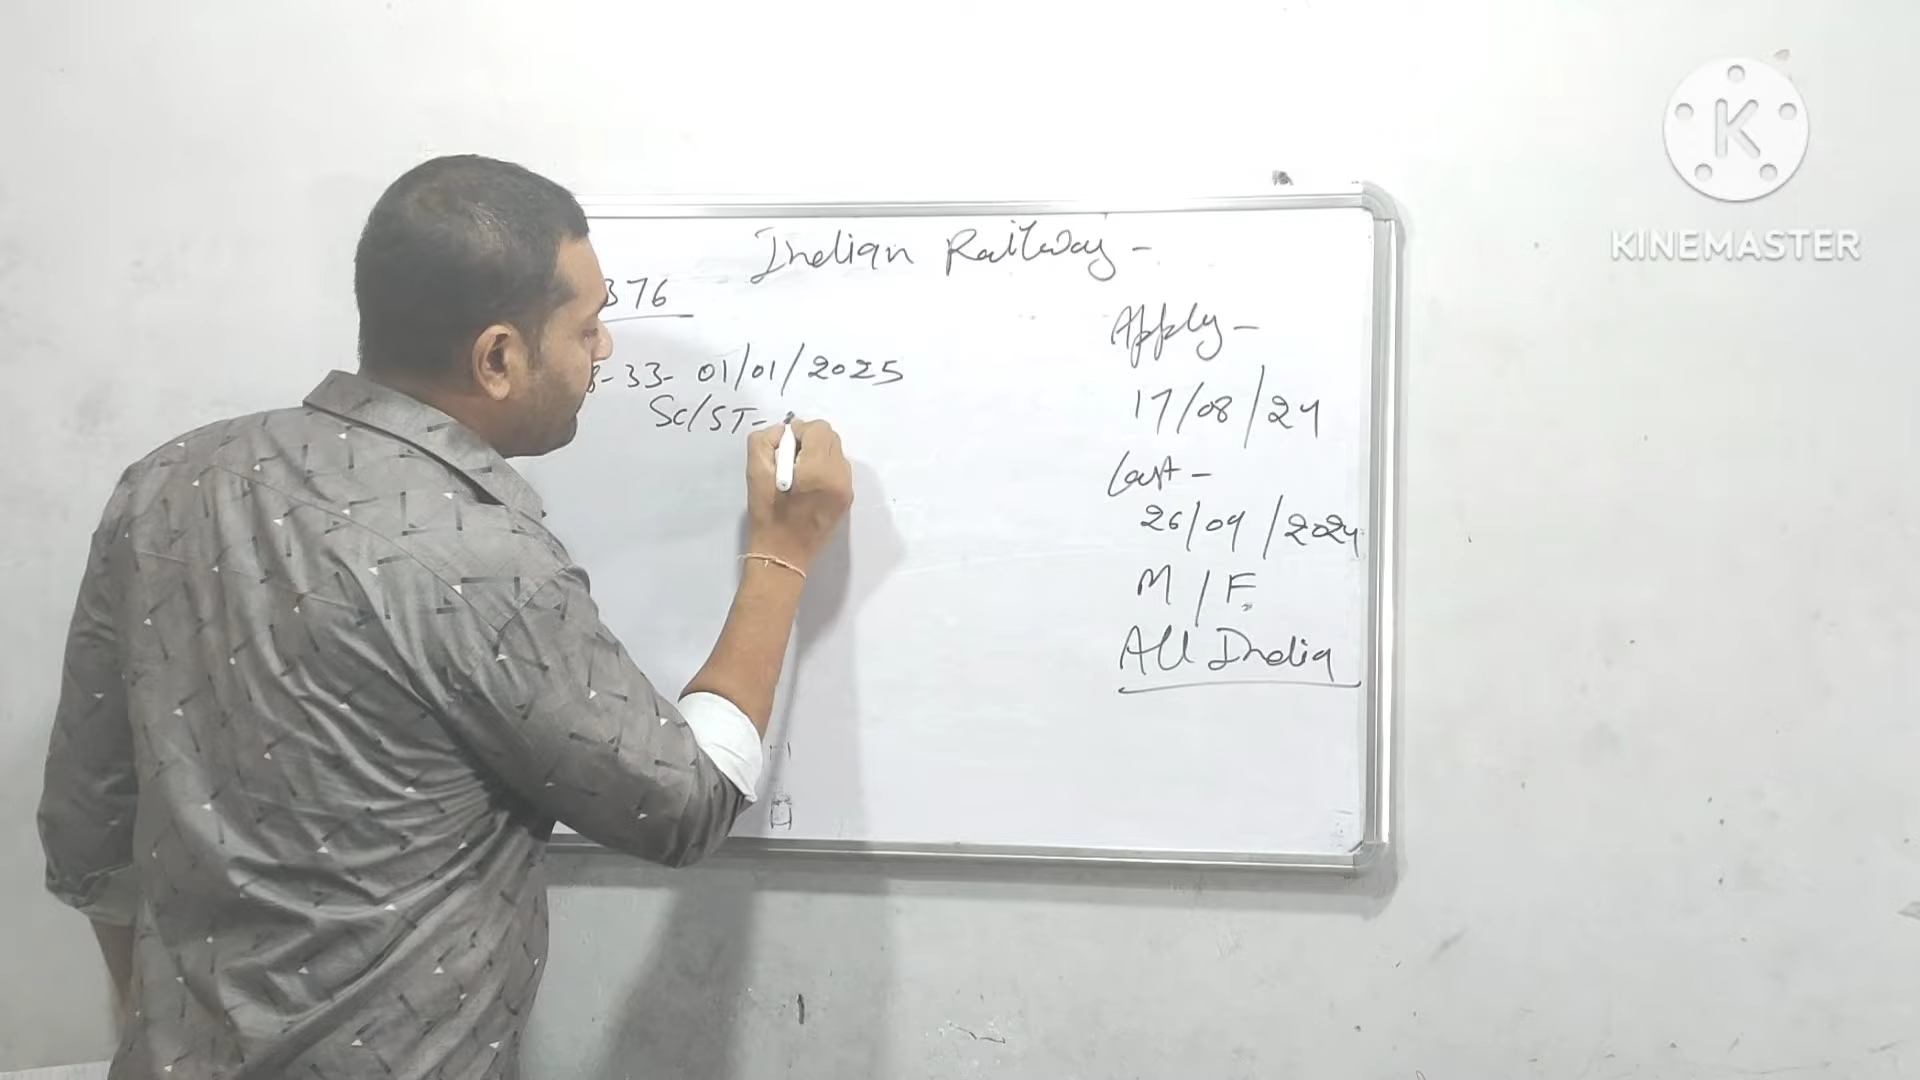 Indian Railway -
376
8-33- 01/01/2025
SC/ST-
Apply -
17/08/24
Last -
26/09/2024
M/F
All India
K
KINEMASTER